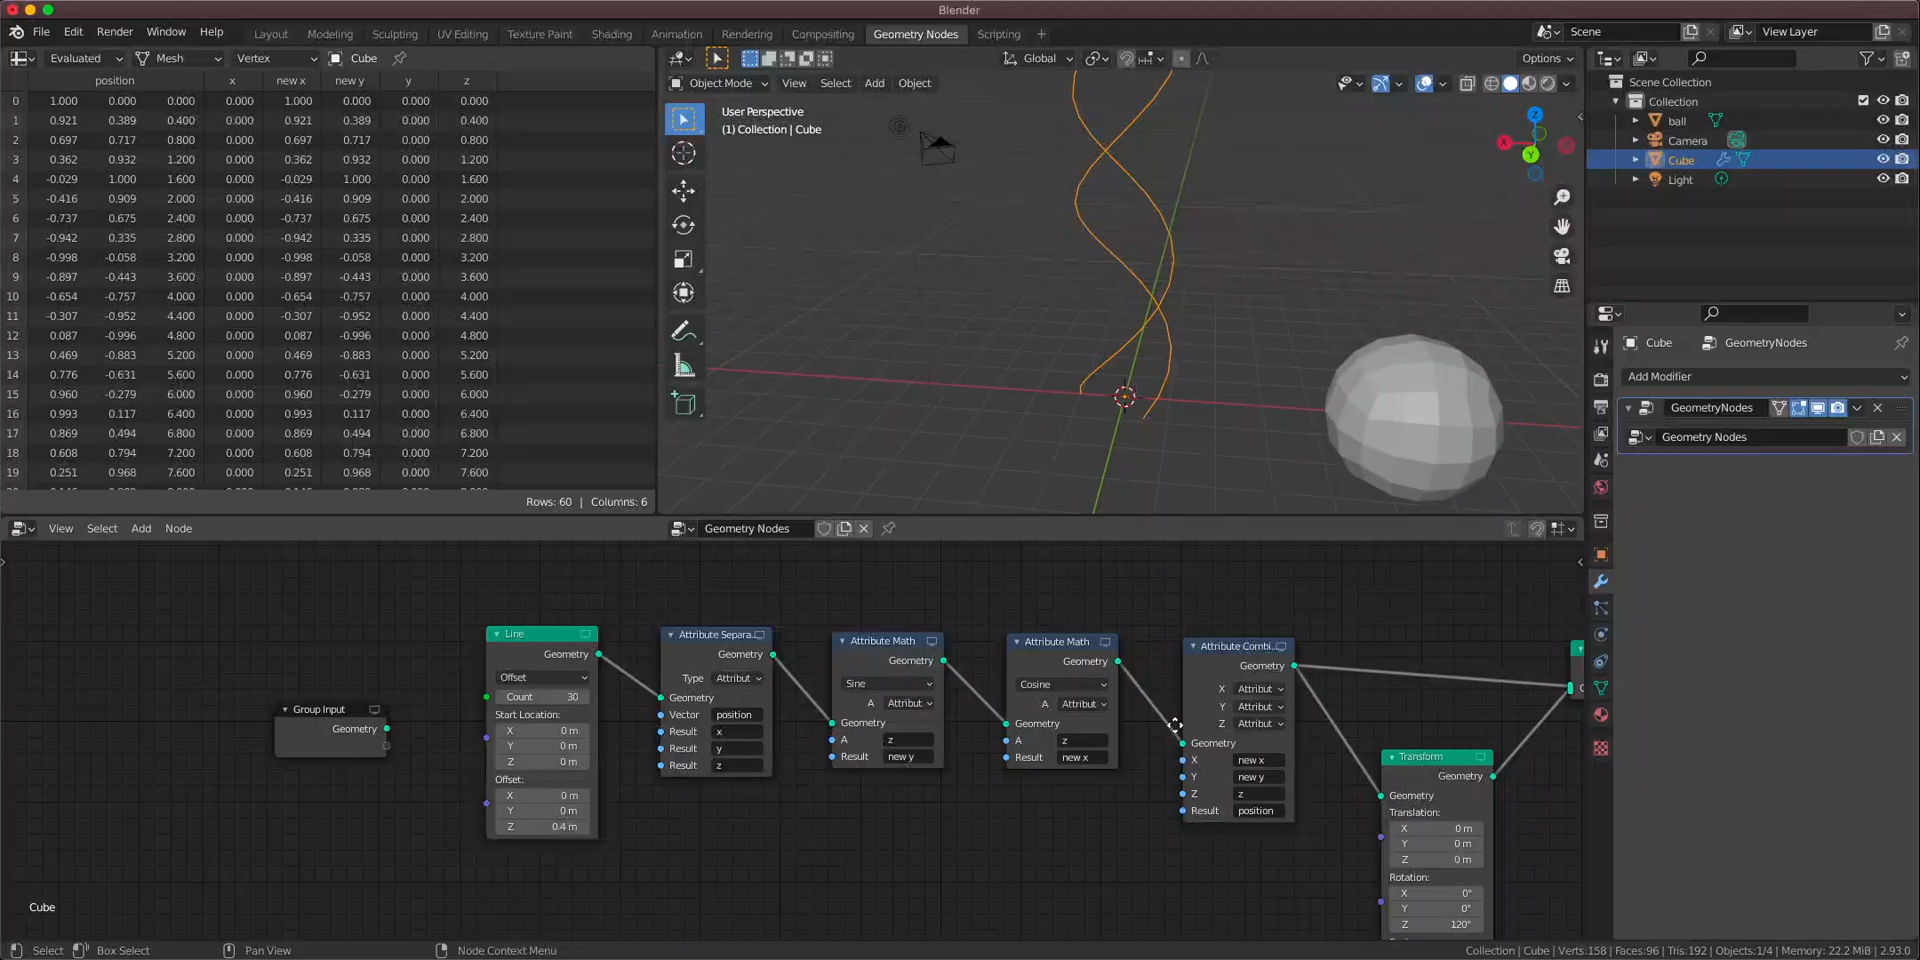 Blender
File Edit Render Window Help Layout Modeling Sculpting UV Editing Texture Paint Shading Animation Rendering Compositing Geometry Nodes Scripting + Scene View Layer
Evaluated Mesh Vertex Cube
position x new x new y y z
0 1.000 0.000 0.000 0.000 1.000 0.000 0.000 0.000
1 0.921 0.389 0.400 0.000 0.921 0.389 0.000 0.400
2 0.697 0.717 0.800 0.000 0.697 0.717 0.000 0.800
3 0.362 0.932 1.200 0.000 0.362 0.932 0.000 1.200
4 -0.029 1.000 1.600 0.000 -0.029 1.000 0.000 1.600
5 -0.416 0.909 2.000 0.000 -0.416 0.909 0.000 2.000
6 -0.737 0.675 2.400 0.000 -0.737 0.675 0.000 2.400
7 -0.942 0.335 2.800 0.000 -0.942 0.335 0.000 2.800
8 -0.998 -0.058 3.200 0.000 -0.998 -0.058 0.000 3.200
9 -0.897 -0.443 3.600 0.000 -0.897 -0.443 0.000 3.600
10 -0.654 -0.757 4.000 0.000 -0.654 -0.757 0.000 4.000
11 -0.307 -0.952 4.400 0.000 -0.307 -0.952 0.000 4.400
12 0.087 -0.996 4.800 0.000 0.087 -0.996 0.000 4.800
13 0.469 -0.883 5.200 0.000 0.469 -0.883 0.000 5.200
14 0.776 -0.631 5.600 0.000 0.776 -0.631 0.000 5.600
15 0.960 -0.279 6.000 0.000 0.960 -0.279 0.000 6.000
16 0.993 0.117 6.400 0.000 0.993 0.117 0.000 6.400
17 0.869 0.494 6.800 0.000 0.869 0.494 0.000 6.800
18 0.608 0.794 7.200 0.000 0.608 0.794 0.000 7.200
19 0.251 0.968 7.600 0.000 0.251 0.968 0.000 7.600
Rows: 60 | Columns: 6
Global Options
Object Mode View Select Add Object
User Perspective
(1) Collection | Cube
Z
X
Y
Scene Collection
Collection
ball
Camera
Cube
Light
Cube GeometryNodes
Add Modifier
GeometryNodes
Geometry Nodes
View Select Add Node Geometry Nodes
Group Input
Geometry
Line
Geometry
Offset
Count 30
Start Location:
X 0 m
Y 0 m
Z 0 m
Offset:
X 0 m
Y 0 m
Z 0.4 m
Attribute Separa...
Geometry
Type Attribut
Geometry
Vector position
Result x
Result y
Result z
Attribute Math
Geometry
Sine
A Attribut
Geometry
A z
Result new y
Attribute Math
Geometry
Cosine
A Attribut
Geometry
A z
Result new x
Attribute Combi...
Geometry
X Attribut
Y Attribut
Z Attribut
Geometry
X new x
Y new y
Z z
Result position
Transform
Geometry
Geometry
Translation:
X 0 m
Y 0 m
Z 0 m
Rotation:
X 0°
Y 0°
Z 120°
Cube
Select Box Select Pan View Node Context Menu Collection | Cube | Verts:158 | Faces:96 | Tris:192 | Objects:1/4 | Memory: 22.2 MiB | 2.93.0